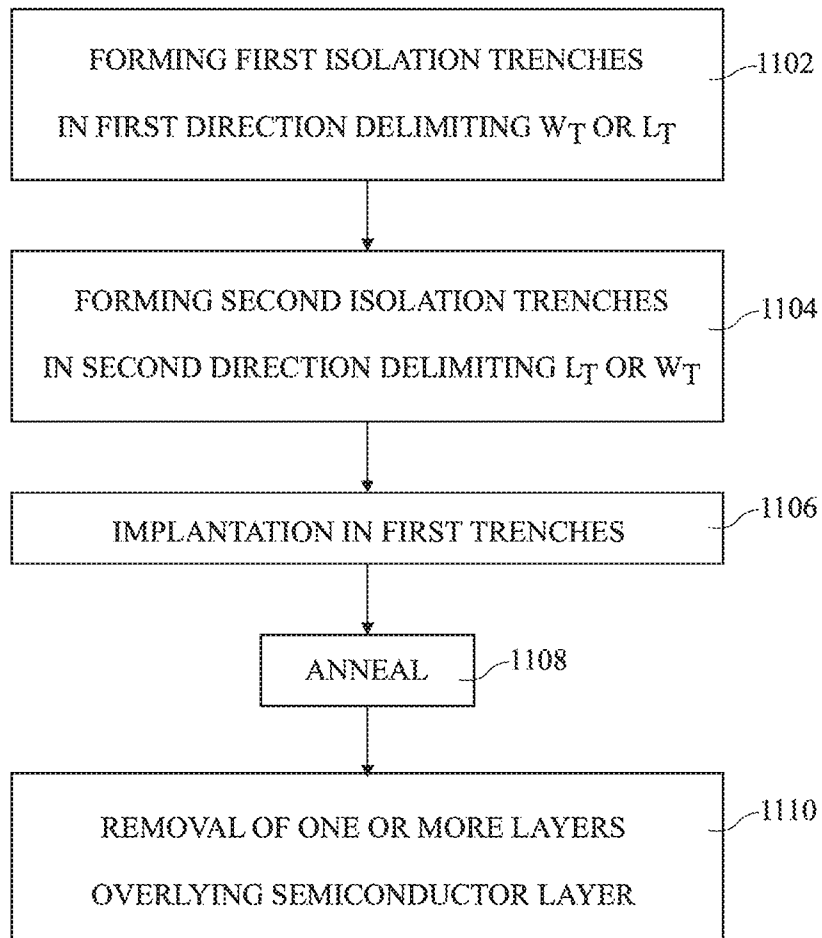 FORMING FIRST ISOLATION TRENCHES
IN FIRST DIRECTION DELIMITING WT OR LT
1102
FORMING SECOND ISOLATION TRENCHES
IN SECOND DIRECTION DELIMITING LT OR WT
1104
IMPLANTATION IN FIRST TRENCHES
1106
ANNEAL
1108
REMOVAL OF ONE OR MORE LAYERS
OVERLYING SEMICONDUCTOR LAYER
1110